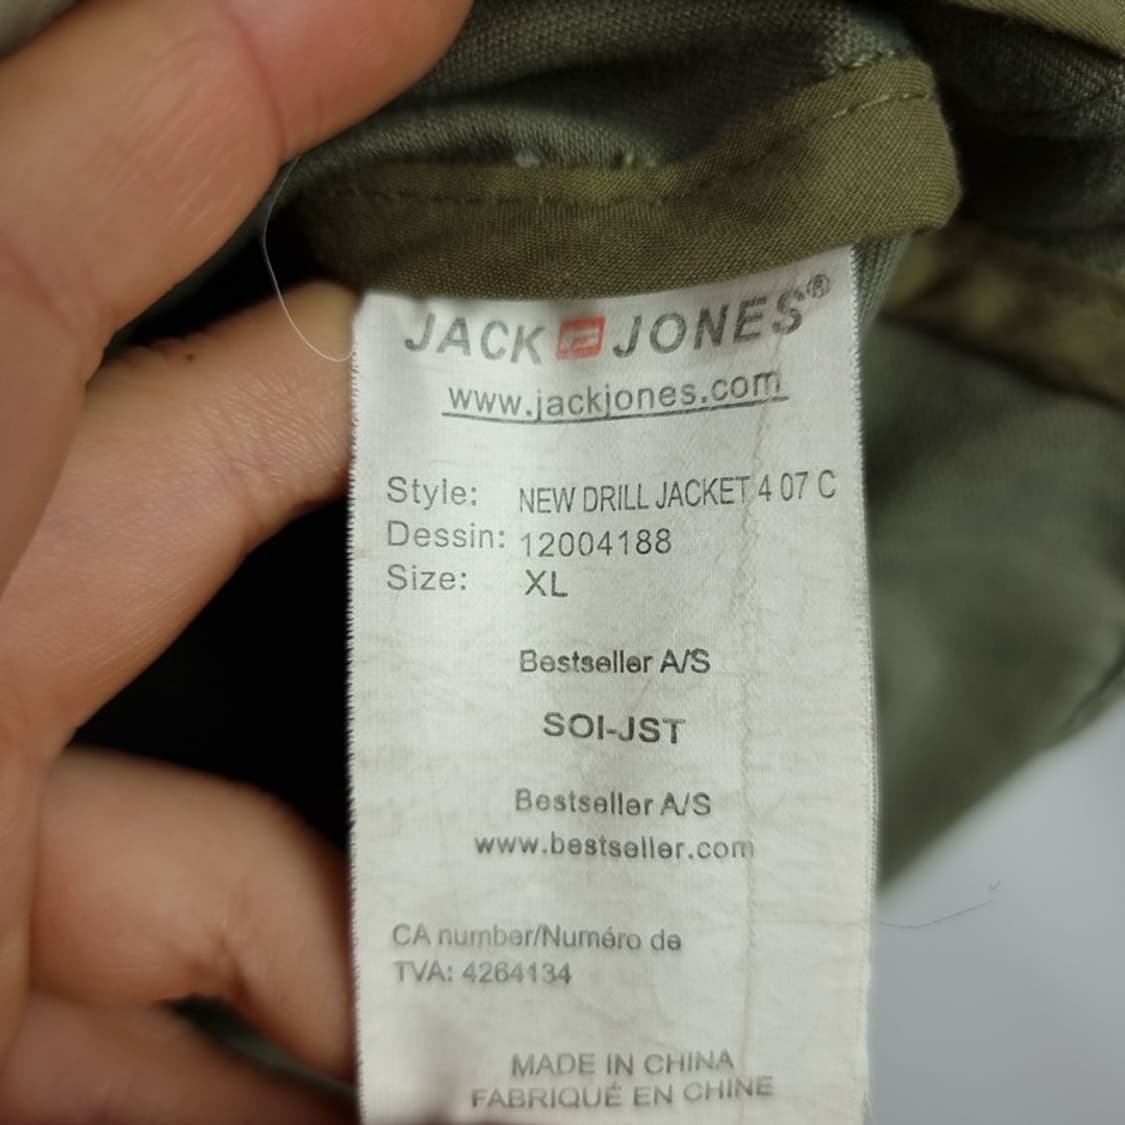 JACK JONES®
www.jackjones.com
Style: NEW DRILL JACKET 4 07 C
Dessin: 12004188
Size: XL
Bestseller A/S
SOI-JST
Bestseller A/S
www.bestseller.com
CA number/Numéro de
TVA: 4264134
MADE IN CHINA
FABRIQUÉ EN CHINE